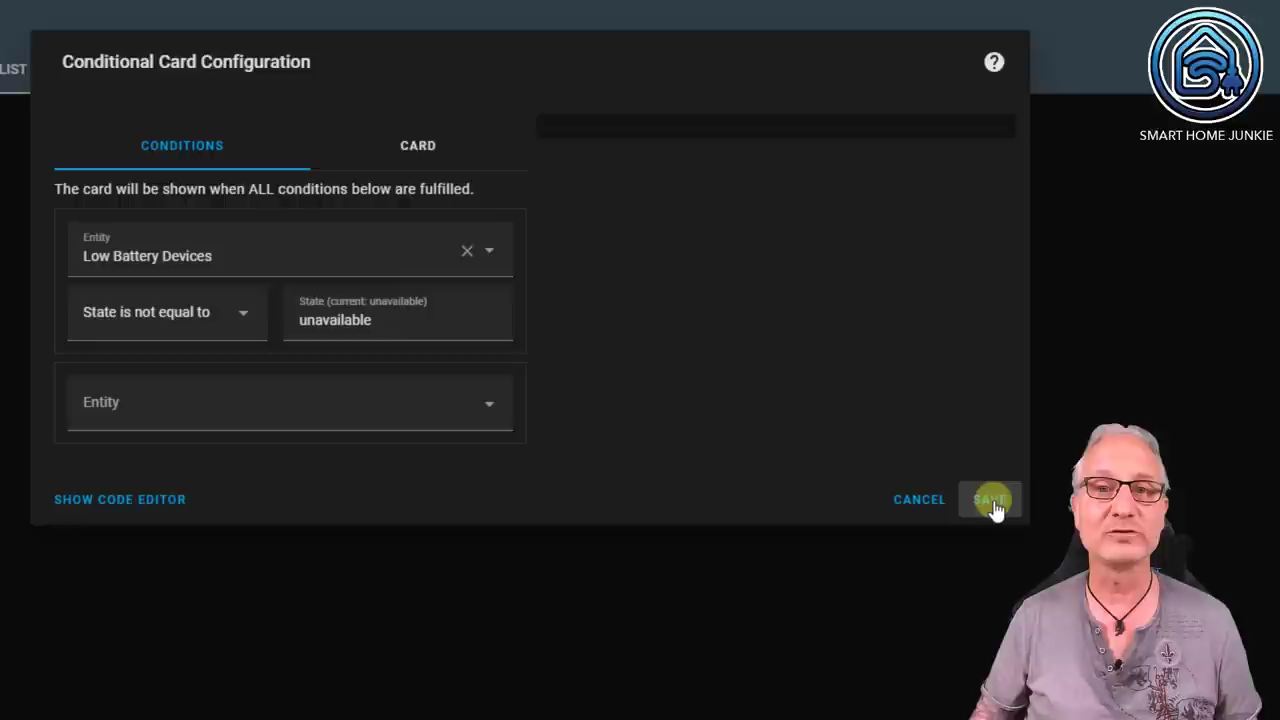 Conditional Card Configuration
LIST
SMART HOME JUNKIE
CONDITIONS
CARD
The card will be shown when ALL conditions below are fulfilled.
Entity
Low Battery Devices
State is not equal to
State (current: unavailable)
unavailable
Entity
SHOW CODE EDITOR
CANCEL
SAVE